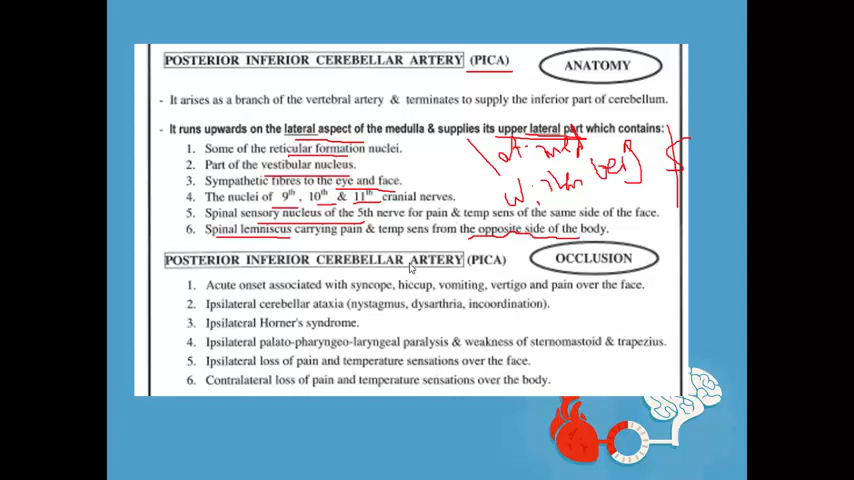 POSTERIOR INFERIOR CEREBELLAR ARTERY (PICA)
ANATOMY
- It arises as a branch of the vertebral artery & terminates to supply the inferior part of cerebellum.
- It runs upwards on the lateral aspect of the medulla & supplies its upper lateral part which contains:
1. Some of the reticular formation nuclei.
2. Part of the vestibular nucleus.
3. Sympathetic fibres to the eye and face.
4. The nuclei of 9th, 10th & 11th cranial nerves.
5. Spinal sensory nucleus of the 5th nerve for pain & temp sens of the same side of the face.
6. Spinal lemniscus carrying pain & temp sens from the opposite side of the body.
POSTERIOR INFERIOR CEREBELLAR ARTERY (PICA)
OCCLUSION
1. Acute onset associated with syncope, hiccup, vomiting, vertigo and pain over the face.
2. Ipsilateral cerebellar ataxia (nystagmus, dysarthria, incoordination).
3. Ipsilateral Horner's syndrome.
4. Ipsilateral palato-pharyngeo-laryngeal paralysis & weakness of sternomastoid & trapezius.
5. Ipsilateral loss of pain and temperature sensations over the face.
6. Contralateral loss of pain and temperature sensations over the body.